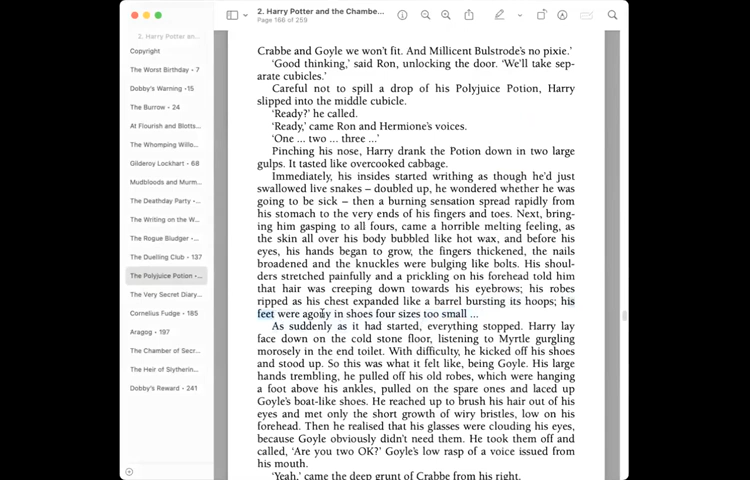 2. Harry Potter and the Chambe...
Page 166 of 259
2. Harry Potter an...
Copyright
The Worst Birthday • 7
Dobby's Warning •15
The Burrow • 24
At Flourish and Blotts...
The Whomping Willo...
Gilderoy Lockhart • 68
Mudbloods and Murm...
The Deathday Party •...
The Writing on the W...
The Rogue Bludger •...
The Duelling Club • 137
The Polyjuice Potion •...
The Very Secret Diary...
Cornelius Fudge • 185
Aragog • 197
The Chamber of Secr...
The Heir of Slytherin...
Dobby's Reward • 241
Crabbe and Goyle we won't fit. And Millicent Bulstrode's no pixie.'
'Good thinking,' said Ron, unlocking the door. 'We'll take sep-
arate cubicles.'
Careful not to spill a drop of his Polyjuice Potion, Harry
slipped into the middle cubicle.
'Ready?' he called.
'Ready,' came Ron and Hermione's voices.
'One ... two ... three ...'
Pinching his nose, Harry drank the Potion down in two large
gulps. It tasted like overcooked cabbage.
Immediately, his insides started writhing as though he'd just
swallowed live snakes – doubled up, he wondered whether he was
going to be sick – then a burning sensation spread rapidly from
his stomach to the very ends of his fingers and toes. Next, bring-
ing him gasping to all fours, came a horrible melting feeling, as
the skin all over his body bubbled like hot wax, and before his
eyes, his hands began to grow, the fingers thickened, the nails
broadened and the knuckles were bulging like bolts. His shoul-
ders stretched painfully and a prickling on his forehead told him
that hair was creeping down towards his eyebrows; his robes
ripped as his chest expanded like a barrel bursting its hoops; his
feet were agony in shoes four sizes too small ...
As suddenly as it had started, everything stopped. Harry lay
face down on the cold stone floor, listening to Myrtle gurgling
morosely in the end toilet. With difficulty, he kicked off his shoes
and stood up. So this was what it felt like, being Goyle. His large
hands trembling, he pulled off his old robes, which were hanging
a foot above his ankles, pulled on the spare ones and laced up
Goyle's boat-like shoes. He reached up to brush his hair out of his
eyes and met only the short growth of wiry bristles, low on his
forehead. Then he realised that his glasses were clouding his eyes,
because Goyle obviously didn't need them. He took them off and
called, 'Are you two OK?' Goyle's low rasp of a voice issued from
his mouth.
'Yeah,' came the deep grunt of Crabbe from his right.